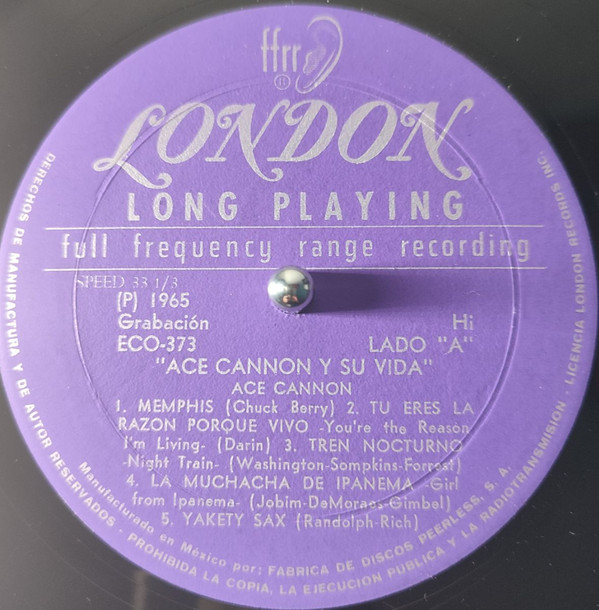 ffrr
LONDON
LONG PLAYING
full frequency range recording
SPEED 33 1/3
(P) 1965
Grabación Hi
ECO-373 LADO "A"
"ACE CANNON Y SU VIDA"
ACE CANNON
1. MEMPHIS (Chuck Berry) 2. TU ERES LA
RAZON PORQUE VIVO -You're the Reason
I'm Living- (Darin) 3. TREN NOCTURNO
-Night Train- (Washington-Sompkins-Forrest)
4. LA MUCHACHA DE IPANEMA -Girl
from Ipanema- (Jobim-DeMoraes-Gimbel)
5. YAKETY SAX (Randolph-Rich)
Manufacturado en México por: FABRICA DE DISCOS PEERLESS, S. A.
DERECHOS DE MANUFACTURA Y DE AUTOR RESERVADOS - PROHIBIDA LA COPIA, LA EJECUCION PUBLICA Y LA RADIOTRANSMISION - LICENCIA LONDON RECORDS INC.